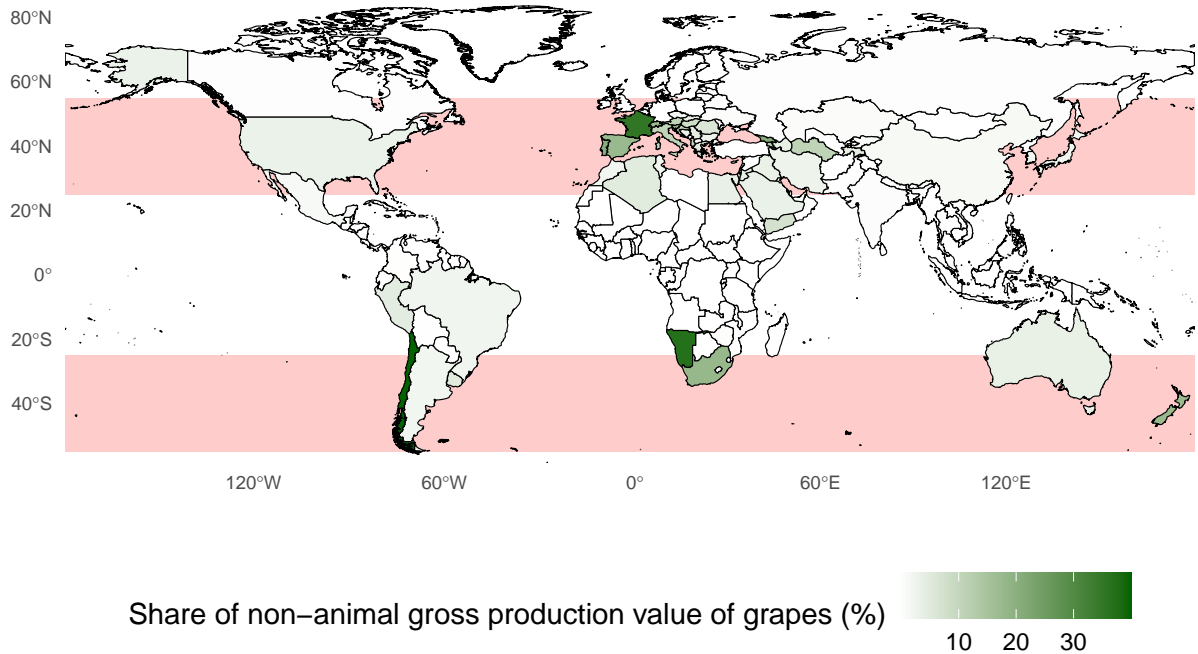 80°N
60°N
40°N
20°N
0°
20°S
40°S
120°W 60°W 0° 60°E 120°E
Share of non−animal gross production value of grapes (%)
10 20 30